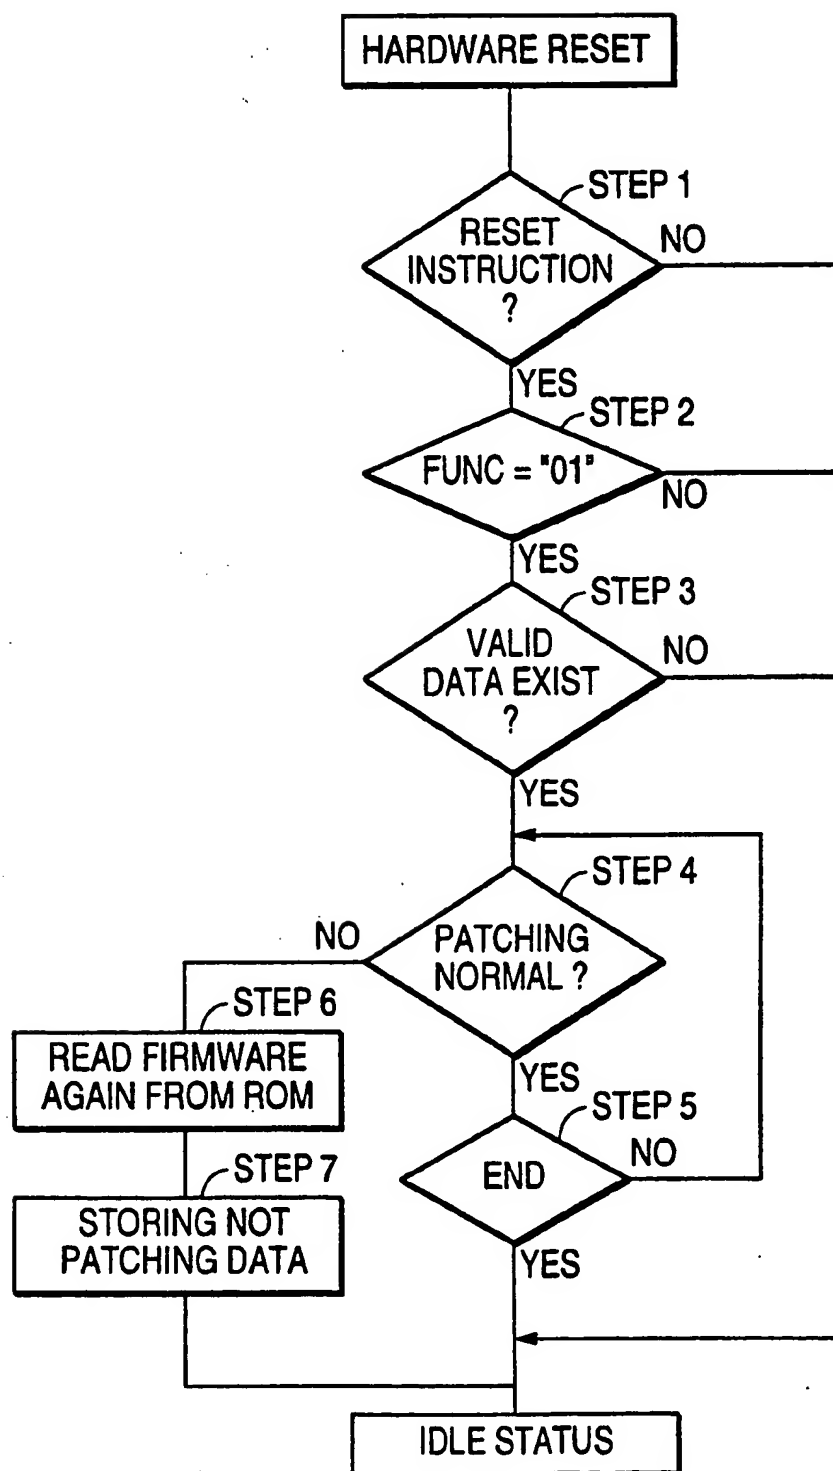 HARDWARE RESET
STEP 1
RESET
INSTRUCTION
?
NO
YES
STEP 2
FUNC = "01"
NO
YES
STEP 3
VALID
DATA EXIST
?
NO
YES
STEP 4
NO
PATCHING
NORMAL ?
STEP 6
READ FIRMWARE
AGAIN FROM ROM
YES
STEP 5
END
NO
STEP 7
STORING NOT
PATCHING DATA
YES
IDLE STATUS